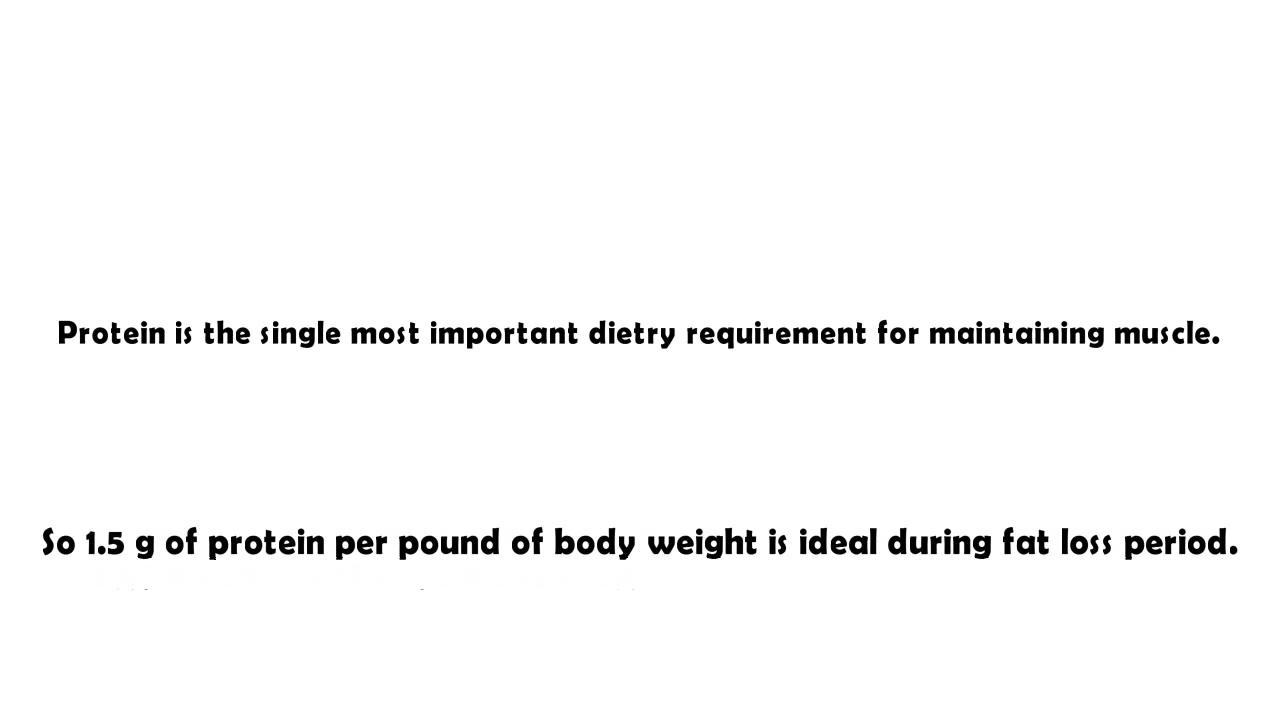 Protein is the single most important dietry requirement for maintaining muscle.
So 1.5 g of protein per pound of body weight is ideal during fat loss period.